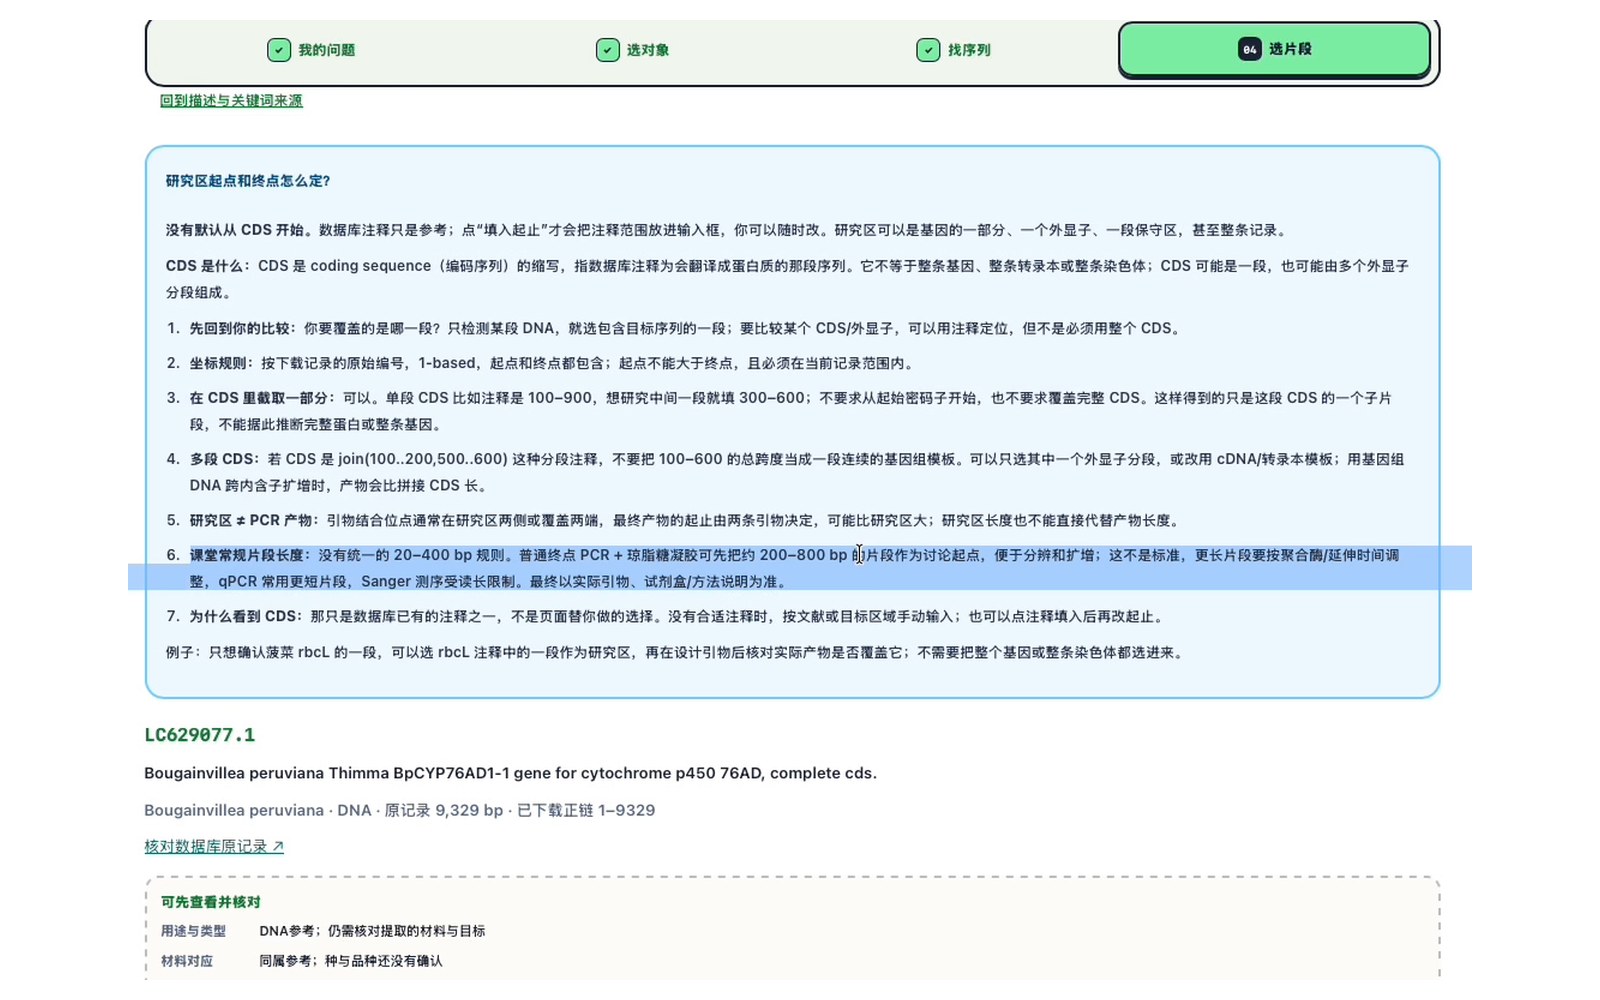 我的问题
选对象
找序列
04 选片段
回到描述与关键词来源
研究区起点和终点怎么定?
没有默认从 CDS 开始。数据库注释只是参考；点“填入起止”才会把注释范围放进输入框，你可以随时改。研究区可以是基因的一部分、一个外显子、一段保守区，甚至整条记录。
CDS 是什么：CDS 是 coding sequence（编码序列）的缩写，指数据库注释为会翻译成蛋白质的那段序列。它不等于整条基因、整条转录本或整条染色体；CDS 可能是一段，也可能由多个外显子
分段组成。
1. 先回到你的比较：你要覆盖的是哪一段？只检测某段 DNA，就选包含目标序列的一段；要比较某个 CDS/外显子，可以用注释定位，但不是必须用整个 CDS。
2. 坐标规则：按下载记录的原始编号，1-based，起点和终点都包含；起点不能大于终点，且必须在当前记录范围内。
3. 在 CDS 里截取一部分：可以。单段 CDS 比如注释是 100–900，想研究中间一段就填 300–600；不要求从起始密码子开始，也不要求覆盖完整 CDS。这样得到的只是这段 CDS 的一个子片
段，不能据此推断完整蛋白或整条基因。
4. 多段 CDS：若 CDS 是 join(100..200,500..600) 这种分段注释，不要把 100–600 的总跨度当成一段连续的基因组模板。可以只选其中一个外显子分段，或改用 cDNA/转录本模板；用基因组
DNA 跨内含子扩增时，产物会比拼接 CDS 长。
5. 研究区 ≠ PCR 产物：引物结合位点通常在研究区两侧或覆盖两端，最终产物的起止由两条引物决定，可能比研究区大；研究区长度也不能直接代替产物长度。
6. 课堂常规片段长度：没有统一的 20–400 bp 规则。普通终点 PCR + 琼脂糖凝胶可先把约 200–800 bp 的片段作为讨论起点，便于分辨和扩增；这不是标准，更长片段要按聚合酶/延伸时间调
整，qPCR 常用更短片段，Sanger 测序受读长限制。最终以实际引物、试剂盒/方法说明为准。
7. 为什么看到 CDS：那只是数据库已有的注释之一，不是页面替你做的选择。没有合适注释时，按文献或目标区域手动输入；也可以点注释填入后再改起止。
例子：只想确认菠菜 rbcL 的一段，可以选 rbcL 注释中的一段作为研究区，再在设计引物后核对实际产物是否覆盖它；不需要把整个基因或整条染色体都选进来。
LC629077.1
Bougainvillea peruviana Thimma BpCYP76AD1-1 gene for cytochrome p450 76AD, complete cds.
Bougainvillea peruviana · DNA · 原记录 9,329 bp · 已下载正链 1–9329
核对数据库原记录 ↗
可先查看并核对
用途与类型 DNA参考；仍需核对提取的材料与目标
材料对应 同属参考；种与品种还没有确认